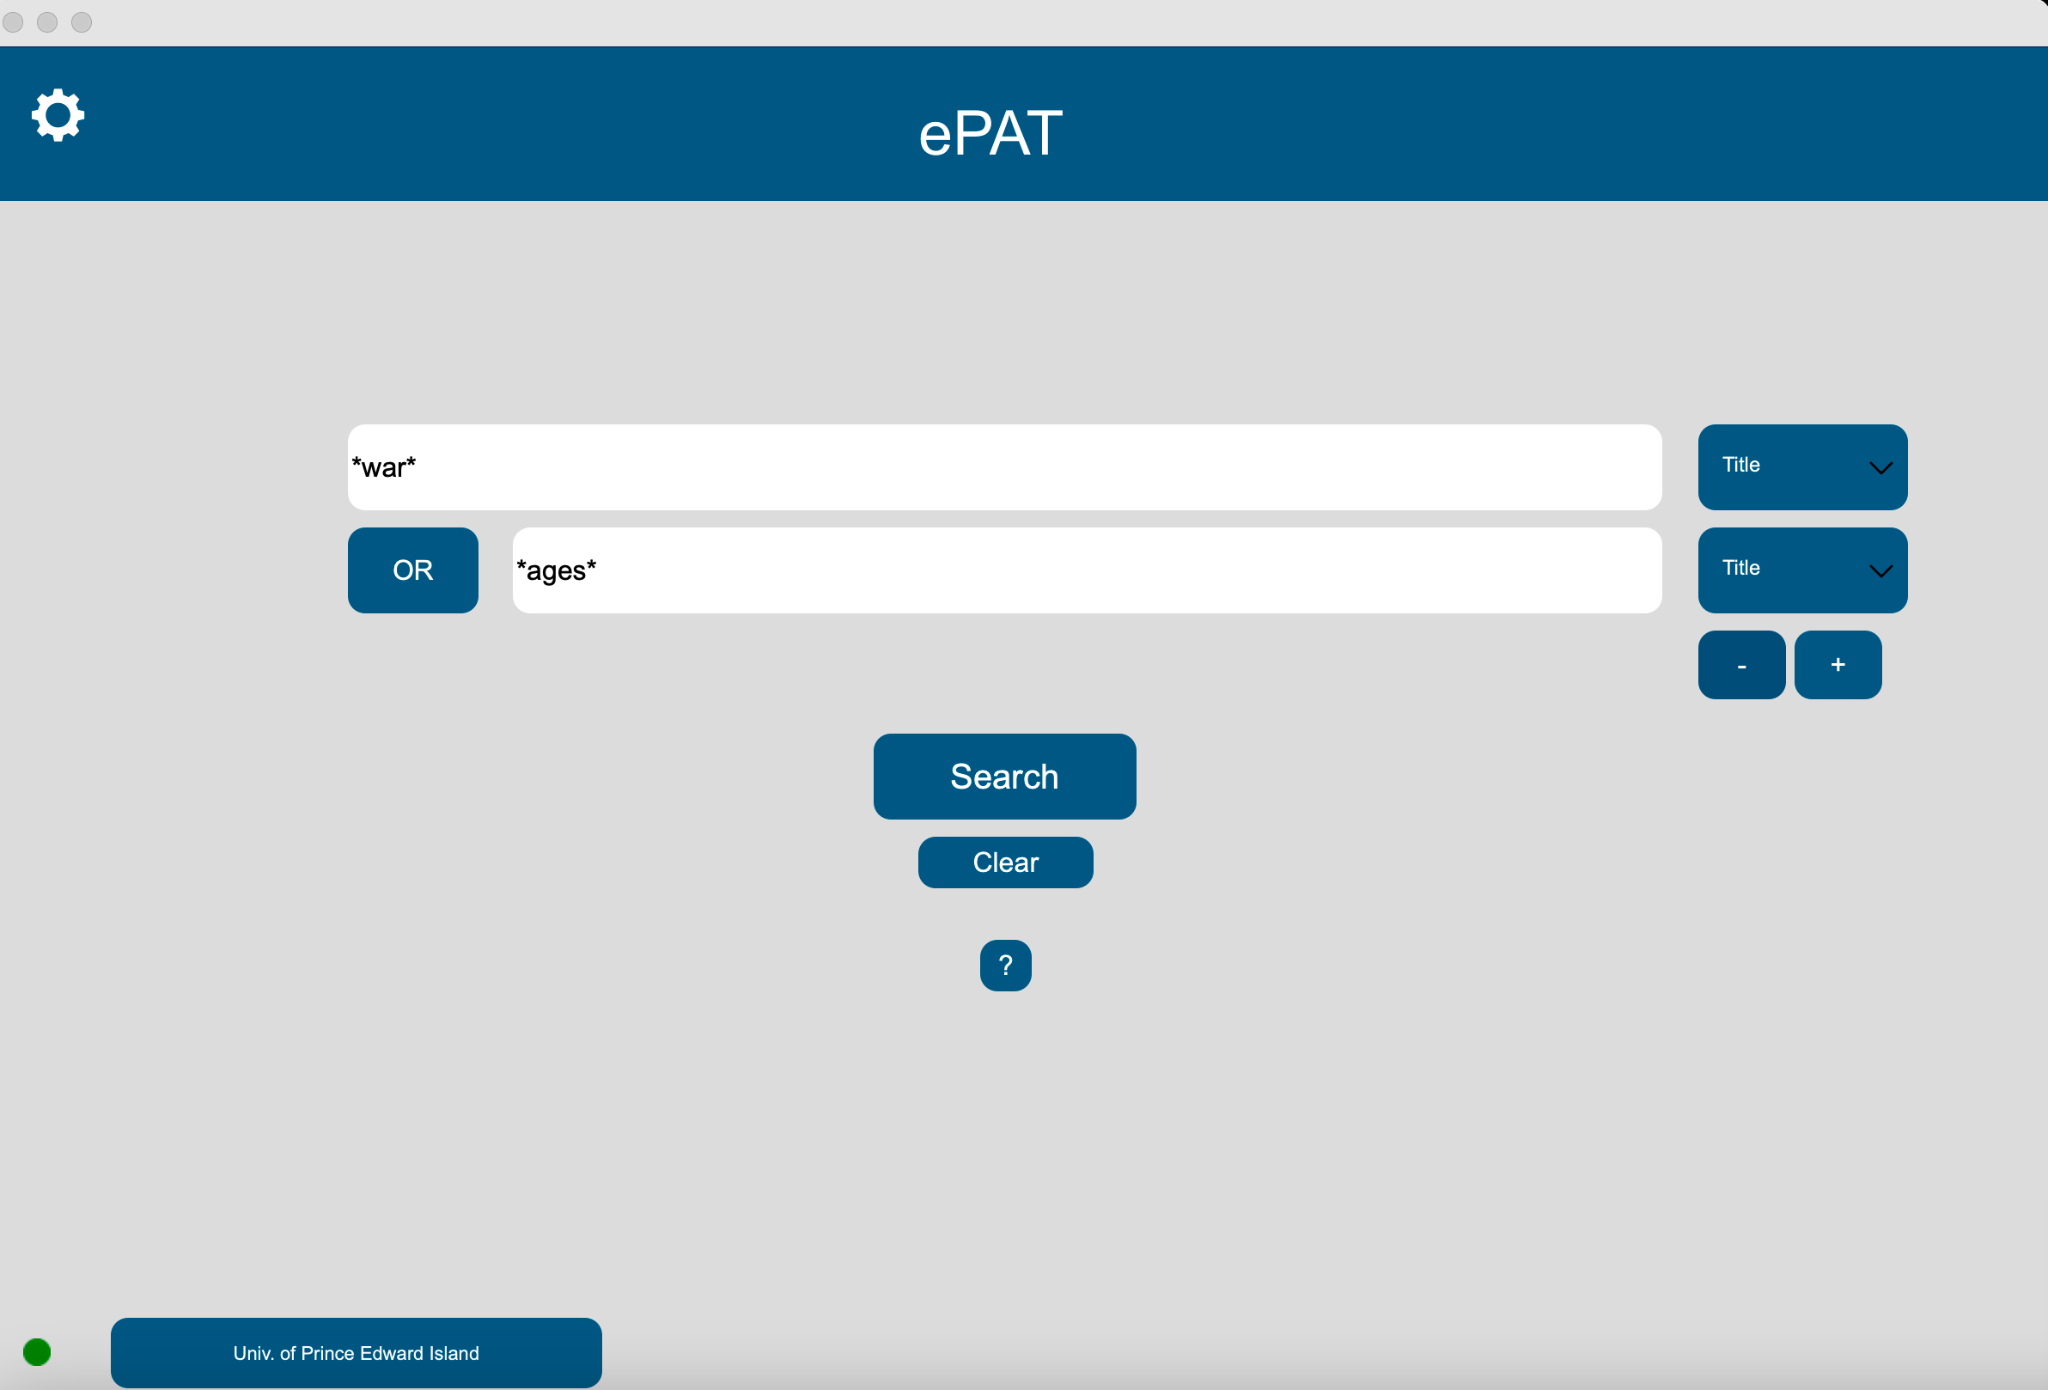 ePAT
*war*
Title
OR
*ages*
Title
-
+
Search
Clear
?
Univ. of Prince Edward Island